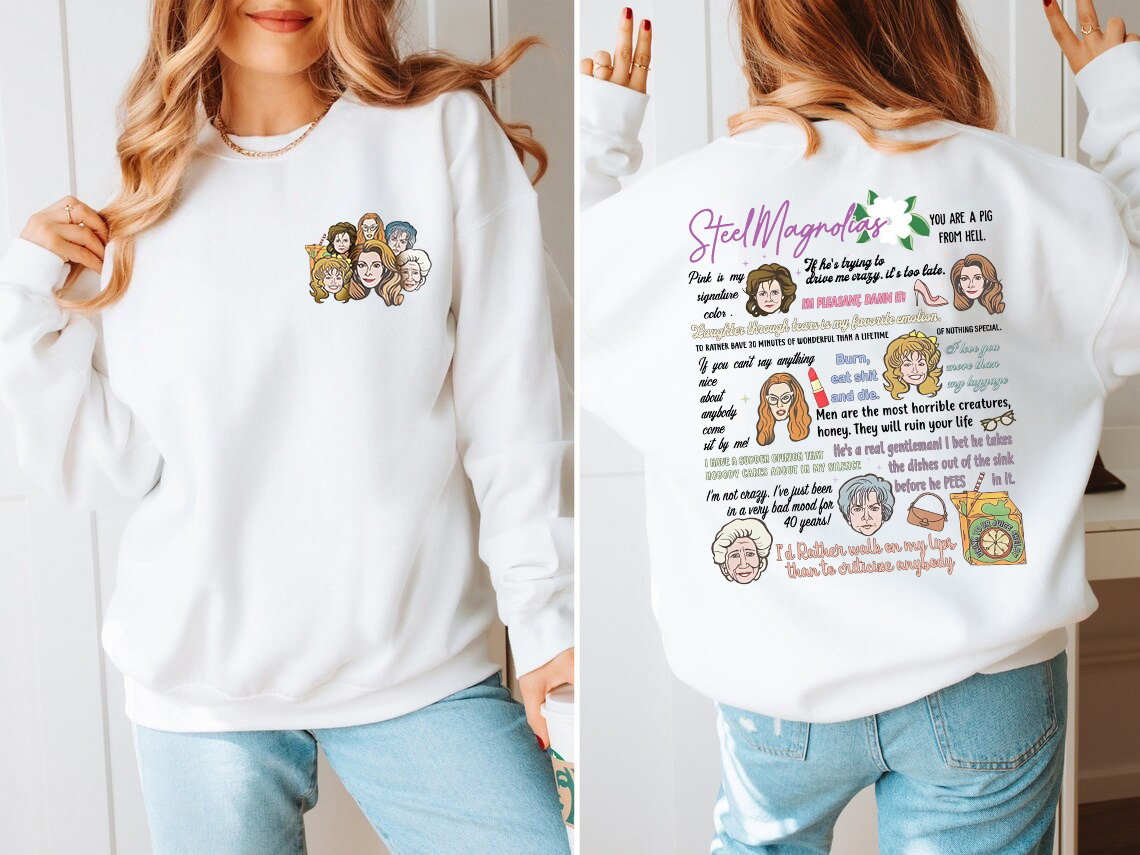 Steel Magnolias
YOU ARE A PIG
FROM HELL.
Pink is my
signature
color .
If he's trying to
drive me crazy, it's too late.
I'M PLEASANT, DAMN IT!
Laughter through tears is my favorite emotion.
TO RATHER HAVE 30 MINUTES OF WONDERFUL THAN A LIFETIME
OF NOTHING SPECIAL.
If you can't say anything
nice
about
anybody
come
sit by me!
Burn,
eat shit
and die.
I love you
more than
my luggage
Men are the most horrible creatures,
honey. They will ruin your life
I HAVE A SUDDEN OPINION THAT
NOBODY CARES ABOUT IN MY SILENCE
He's a real gentleman! I bet he takes
the dishes out of the sink
before he PEES in it.
I'm not crazy. I've just been
in a very bad mood for
40 years!
I'd Rather walk on my lips
than to criticize anybody